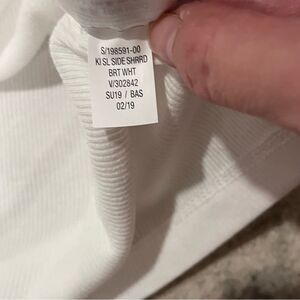 S/198591-00
KI SL SIDE SHRRD
BRT WHT
V/302842
SU19 / BAS
02/19